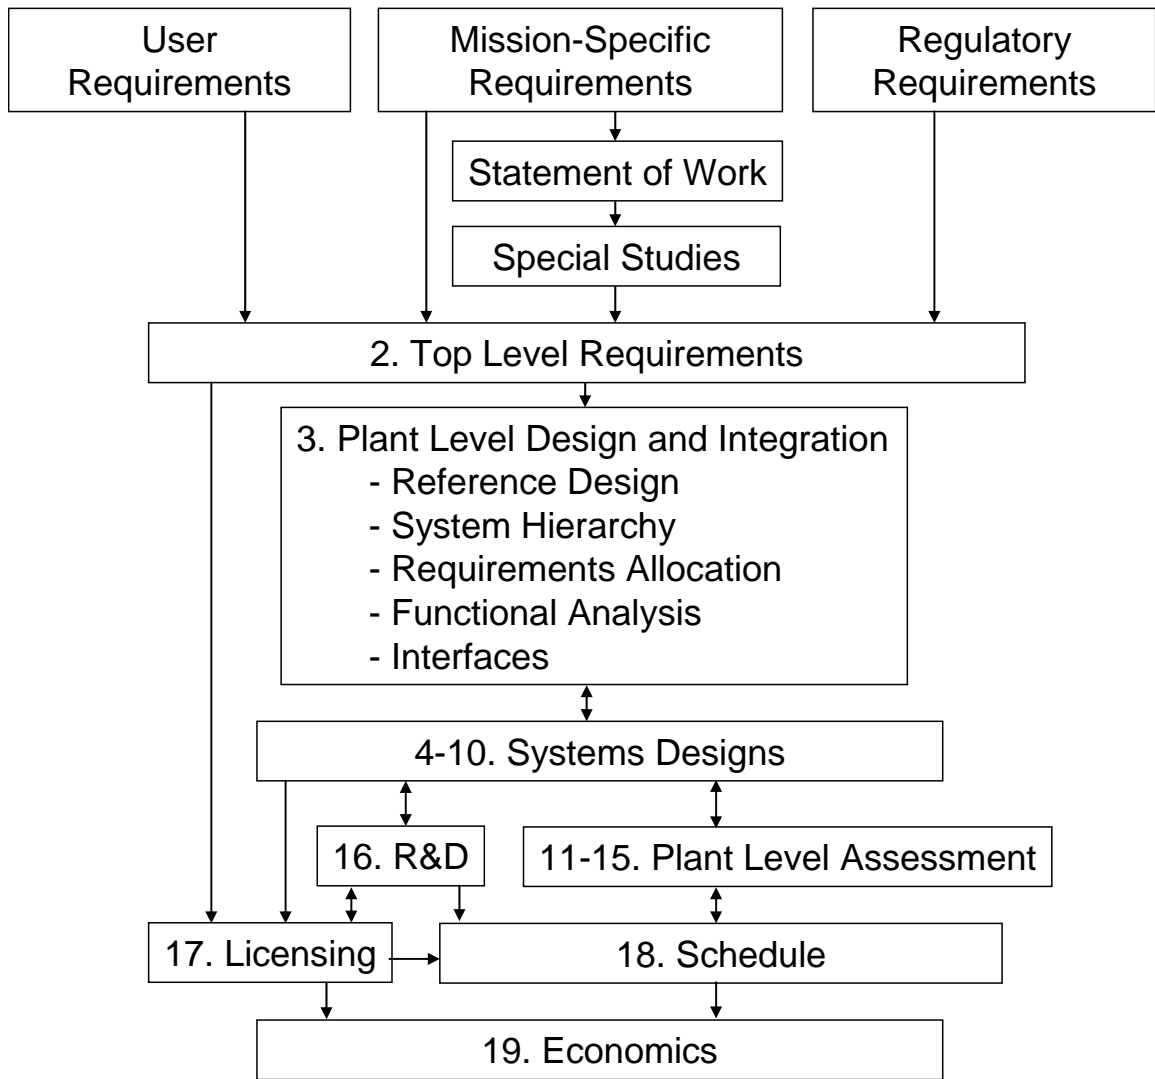 User
Requirements
Mission-Specific
Requirements
Regulatory
Requirements
Statement of Work
Special Studies
2. Top Level Requirements
3. Plant Level Design and Integration
- Reference Design
- System Hierarchy
- Requirements Allocation
- Functional Analysis
- Interfaces
4-10. Systems Designs
16. R&D
11-15. Plant Level Assessment
17. Licensing
18. Schedule
19. Economics